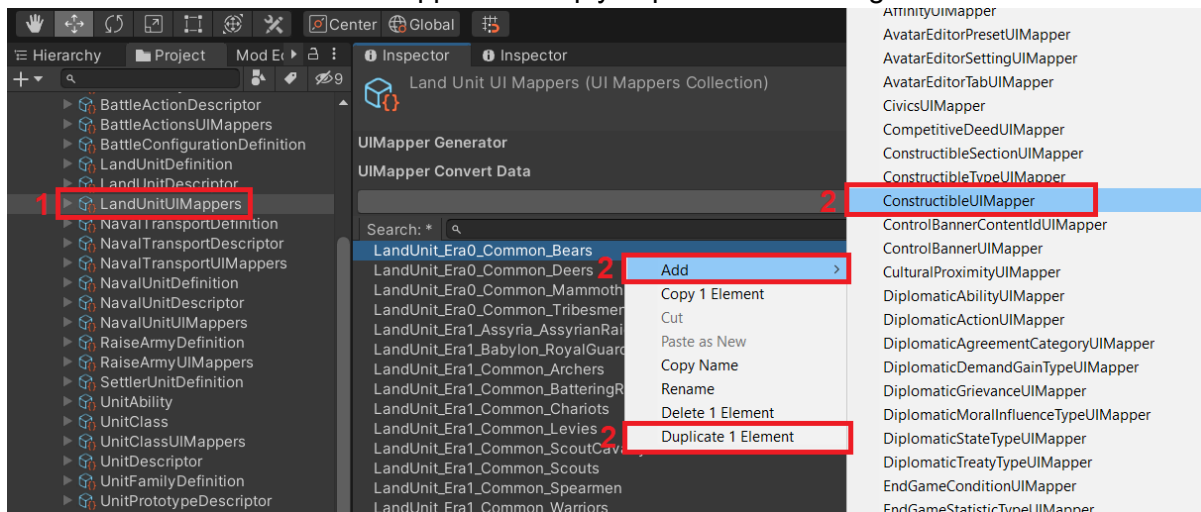 Center Global
Hierarchy Project Mod Ec
Inspector Inspector
9
Land Unit UI Mappers (UI Mappers Collection)
BattleActionDescriptor
BattleActionsUIMappers
BattleConfigurationDefinition
LandUnitDefinition
LandUnitDescriptor
1 LandUnitUIMappers
NavalTransportDefinition
NavalTransportDescriptor
NavalTransportUIMappers
NavalUnitDefinition
NavalUnitDescriptor
NavalUnitUIMappers
RaiseArmyDefinition
RaiseArmyUIMappers
SettlerUnitDefinition
UnitAbility
UnitClass
UnitClassUIMappers
UnitDescriptor
UnitFamilyDefinition
UnitPrototypeDescriptor
UIMapper Generator
UIMapper Convert Data
Search: *
LandUnit_Era0_Common_Bears
LandUnit_Era0_Common_Deers
LandUnit_Era0_Common_Mammoth
LandUnit_Era0_Common_Tribesmen
LandUnit_Era1_Assyria_AssyrianRai
LandUnit_Era1_Babylon_RoyalGuard
LandUnit_Era1_Common_Archers
LandUnit_Era1_Common_BatteringR
LandUnit_Era1_Common_Chariots
LandUnit_Era1_Common_Levies
LandUnit_Era1_Common_ScoutCava
LandUnit_Era1_Common_Scouts
LandUnit_Era1_Common_Spearmen
LandUnit_Era1_Common_Warriors
2 Add
Copy 1 Element
Cut
Paste as New
Copy Name
Rename
Delete 1 Element
2 Duplicate 1 Element
AffinityUIMapper
AvatarEditorPresetUIMapper
AvatarEditorSettingUIMapper
AvatarEditorTabUIMapper
CivicsUIMapper
CompetitiveDeedUIMapper
ConstructibleSectionUIMapper
ConstructibleTypeUIMapper
2 ConstructibleUIMapper
ControlBannerContentIdUIMapper
ControlBannerUIMapper
CulturalProximityUIMapper
DiplomaticAbilityUIMapper
DiplomaticActionUIMapper
DiplomaticAgreementCategoryUIMapper
DiplomaticDemandGainTypeUIMapper
DiplomaticGrievanceUIMapper
DiplomaticMoralInfluenceTypeUIMapper
DiplomaticStateTypeUIMapper
DiplomaticTreatyTypeUIMapper
EndGameConditionUIMapper
EndGameStatisticTypeUIMapper